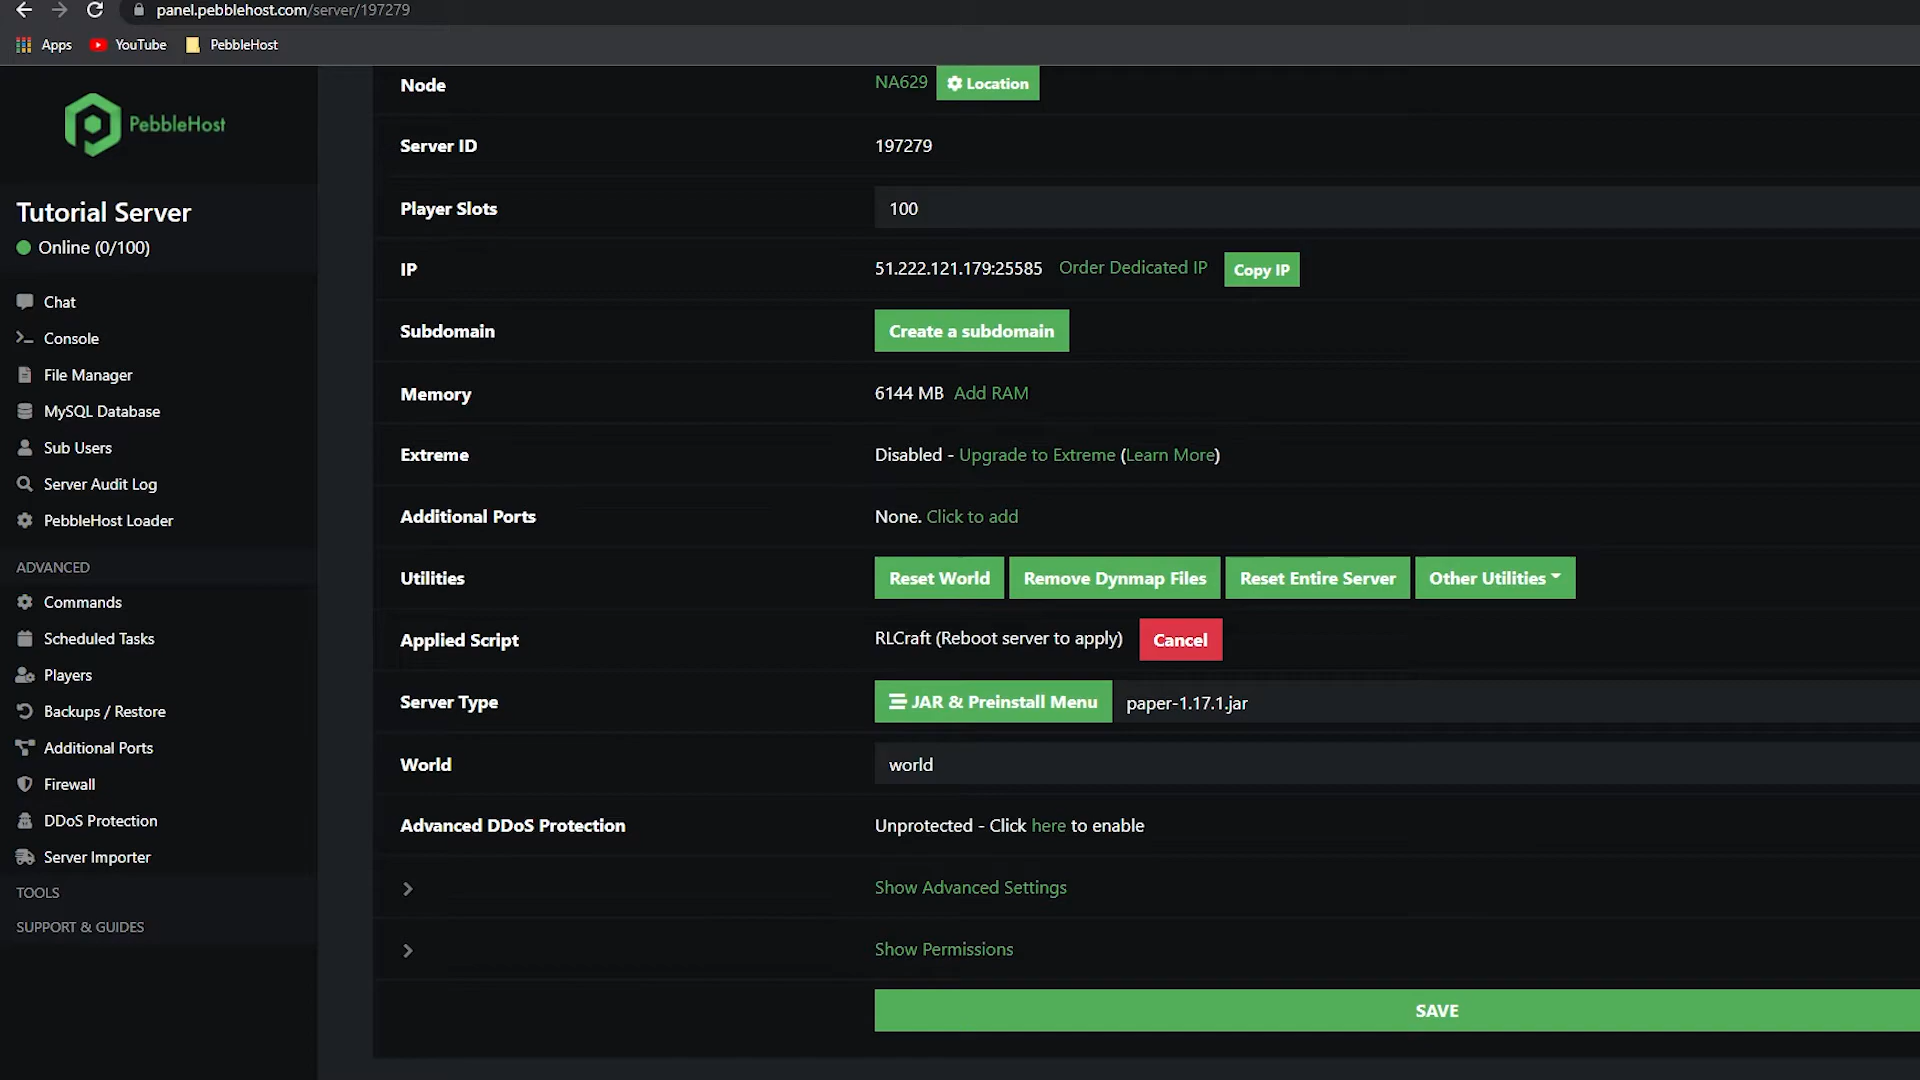 panel.pebblehost.com/server/197279
Apps YouTube PebbleHost
PebbleHost
Tutorial Server
Online (0/100)
Chat
Console
File Manager
MySQL Database
Sub Users
Server Audit Log
PebbleHost Loader
ADVANCED
Commands
Scheduled Tasks
Players
Backups / Restore
Additional Ports
Firewall
DDoS Protection
Server Importer
TOOLS
SUPPORT & GUIDES
Node NA629 Location
Server ID 197279
Player Slots 100
IP 51.222.121.179:25585 Order Dedicated IP Copy IP
Subdomain Create a subdomain
Memory 6144 MB Add RAM
Extreme Disabled - Upgrade to Extreme (Learn More)
Additional Ports None. Click to add
Utilities Reset World Remove Dynmap Files Reset Entire Server Other Utilities
Applied Script RLCraft (Reboot server to apply) Cancel
Server Type JAR & Preinstall Menu paper-1.17.1.jar
World world
Advanced DDoS Protection Unprotected - Click here to enable
Show Advanced Settings
Show Permissions
SAVE